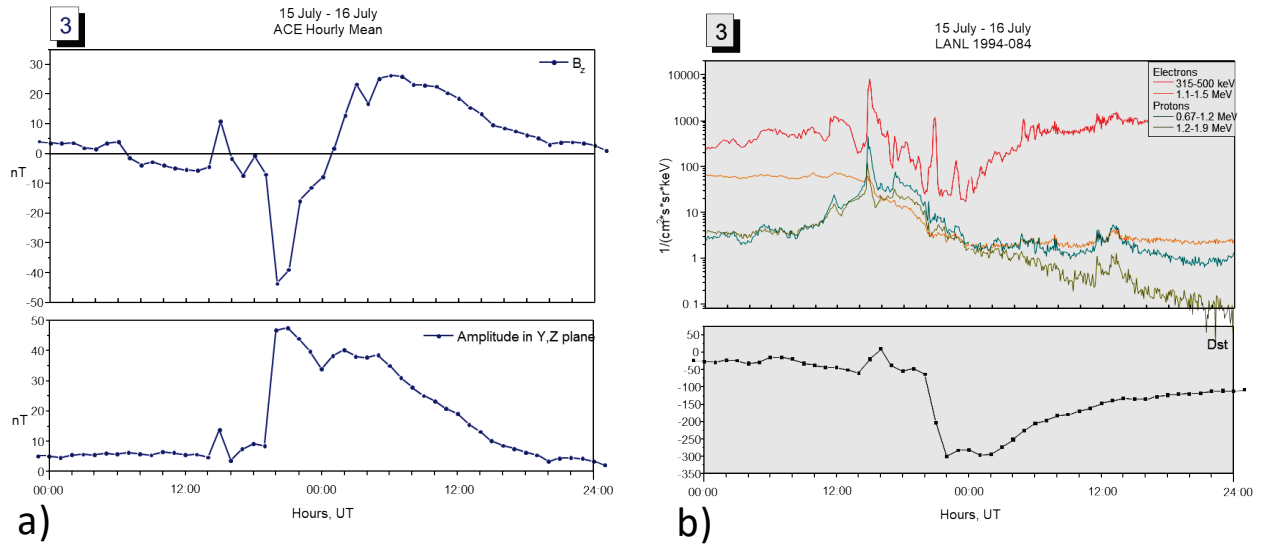 3
15 July - 16 July
ACE Hourly Mean
Bz
30
20
10
0
nT
-10
-20
-30
-40
-50
50
Amplitude in Y,Z plane
40
30
20
nT
10
0
00:00 12:00 00:00 12:00 24:00
Hours, UT
a)
3
15 July - 16 July
LANL 1994-084
Electrons
315-500 keV
1.1-1.5 MeV
Protons
0.67-1.2 MeV
1.2-1.9 MeV
10000
1000
100
10
1
0.1
1/(cm²*s*sr*keV)
Dst
50
0
-50
-100
-150
-200
-250
-300
-350
00:00 12:00 00:00 12:00 24:00
Hours, UT
b)